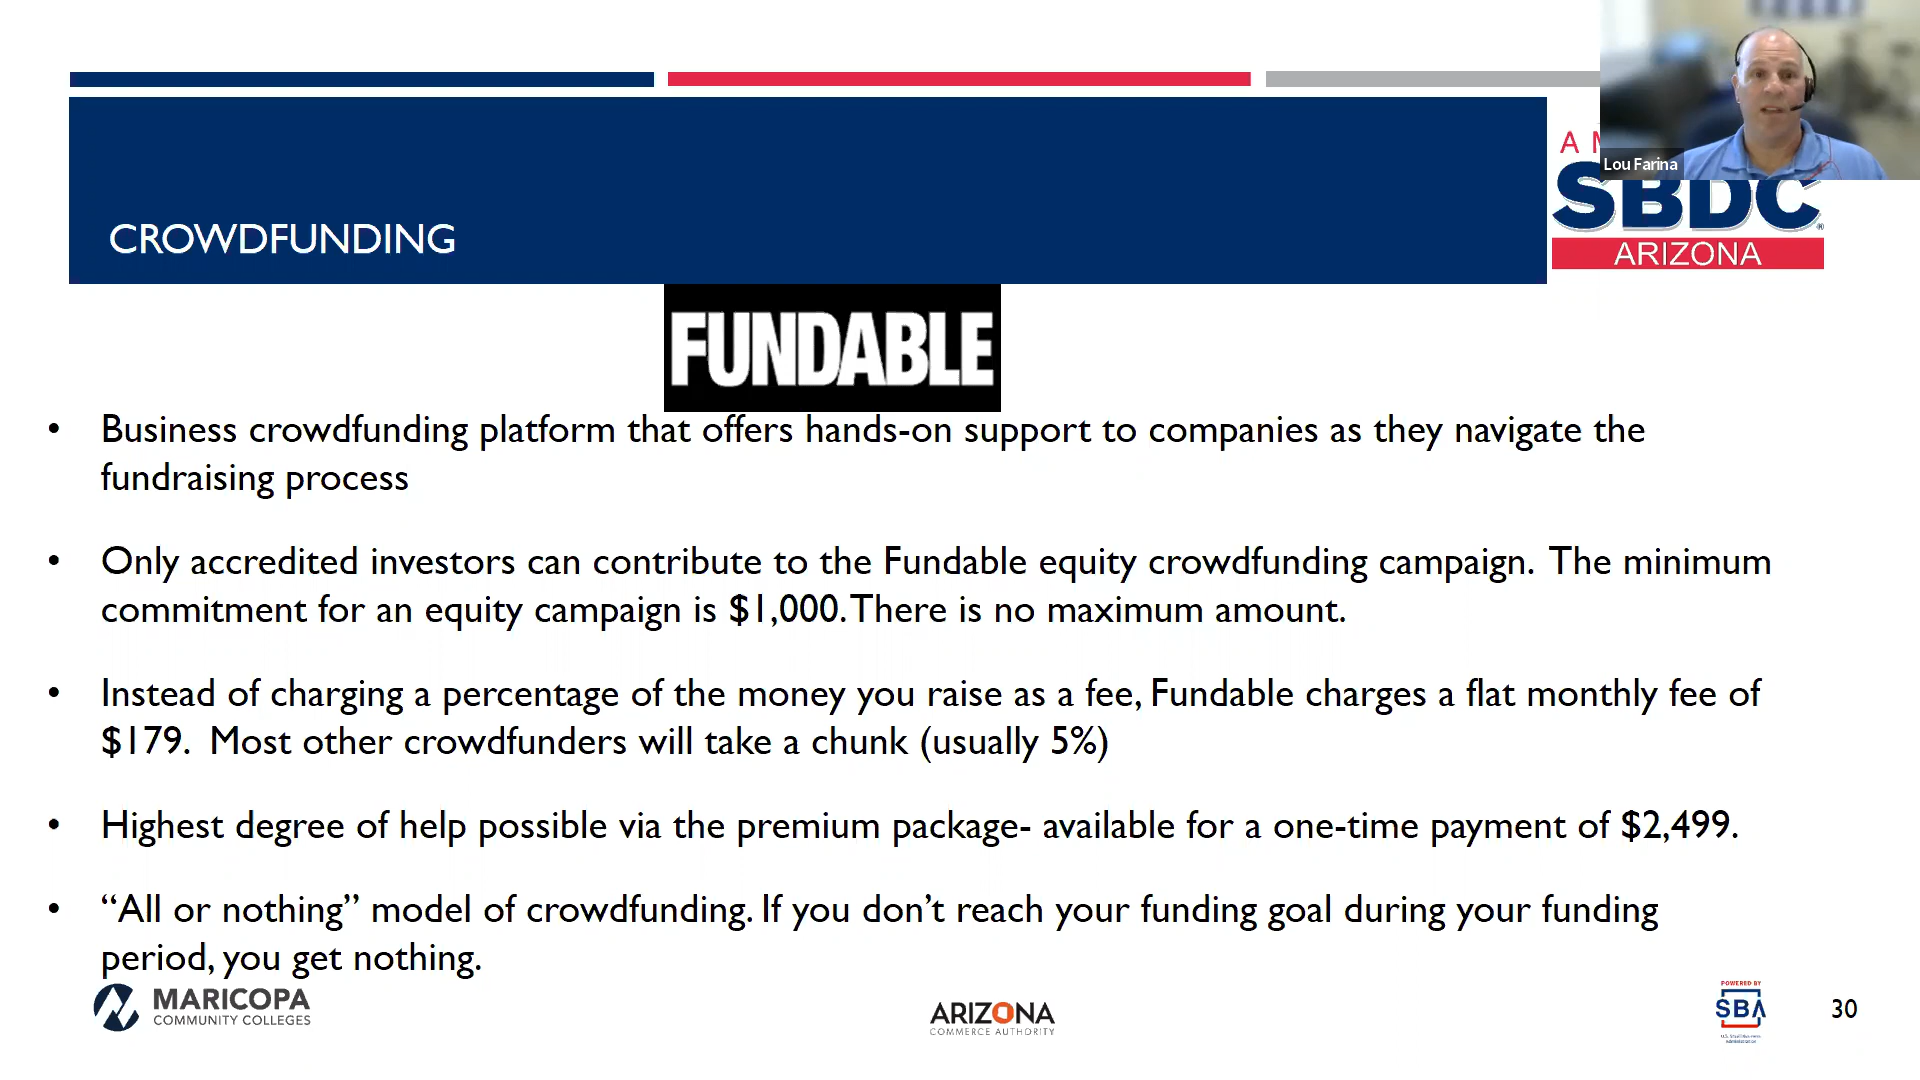 Lou Farina
A
SBDC
ARIZONA
CROWDFUNDING
FUNDABLE
• Business crowdfunding platform that offers hands-on support to companies as they navigate the
fundraising process
• Only accredited investors can contribute to the Fundable equity crowdfunding campaign. The minimum
commitment for an equity campaign is $1,000. There is no maximum amount.
• Instead of charging a percentage of the money you raise as a fee, Fundable charges a flat monthly fee of
$179. Most other crowdfunders will take a chunk (usually 5%)
• Highest degree of help possible via the premium package- available for a one-time payment of $2,499.
• “All or nothing” model of crowdfunding. If you don’t reach your funding goal during your funding
period, you get nothing.
MARICOPA
COMMUNITY COLLEGES
ARIZONA
COMMERCE AUTHORITY
POWERED BY
SBA
U.S. Small Business
Administration
30